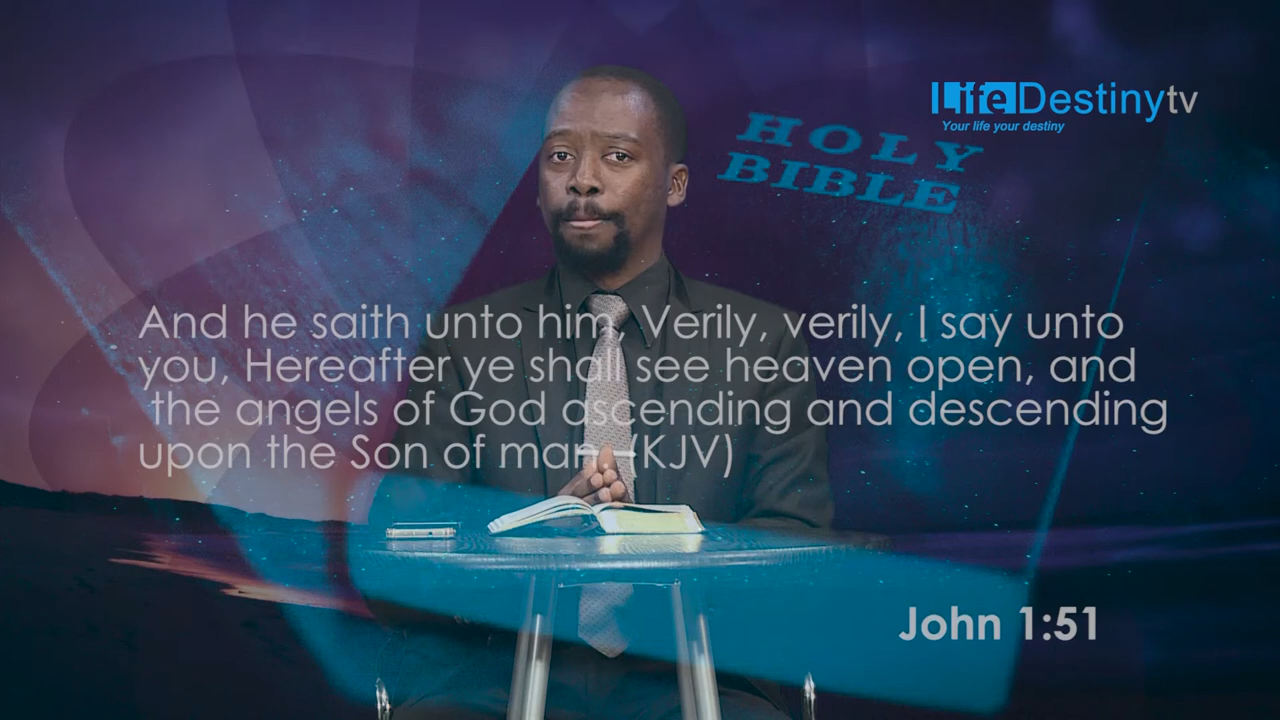 LifeDestinytv
Your life your destiny
HOLY
BIBLE
And he saith unto him, Verily, verily, I say unto
you, Hereafter ye shall see heaven open, and
the angels of God ascending and descending
upon the Son of man. (KJV)
John 1:51